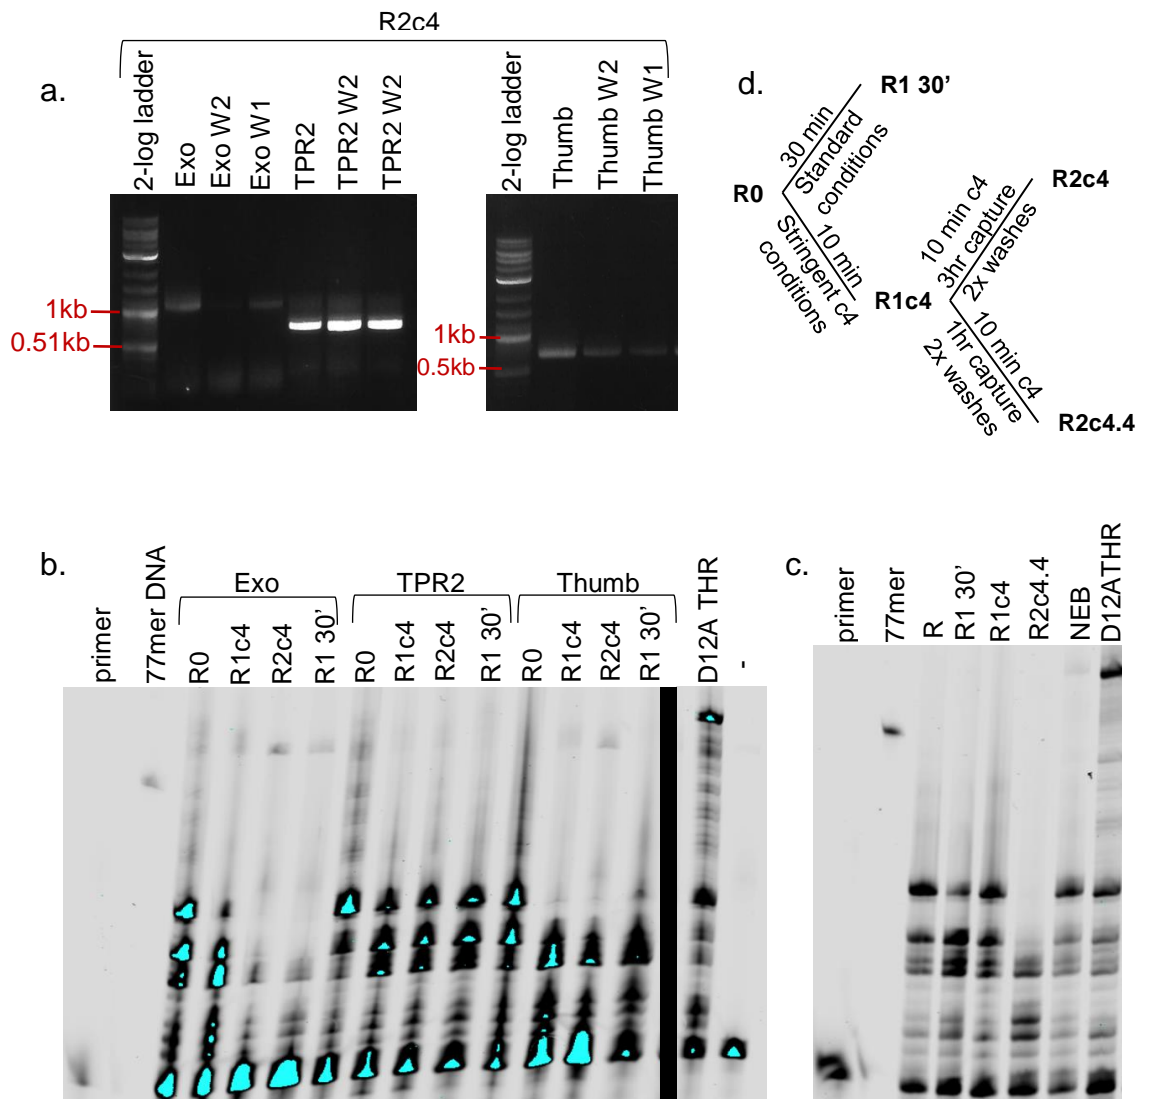 R2c4
a.
2-log ladder
Exo
Exo W2
Exo W1
TPR2
TPR2 W2
TPR2 W2
2-log ladder
Thumb
Thumb W2
Thumb W1
1kb
0.51kb
1kb
0.5kb
d.
R0
30 min
Standard
conditions
R1 30’
10 min
Stringent c4
conditions
R1c4
10 min c4
3hr capture
2x washes
R2c4
10 min c4
1hr capture
2x washes
R2c4.4
b.
primer
77mer DNA
Exo
R0
R1c4
R2c4
R1 30’
TPR2
R0
R1c4
R2c4
R1 30’
Thumb
R0
R1c4
R2c4
R1 30’
D12A THR
-
c.
primer
77mer
R
R1 30’
R1c4
R2c4.4
NEB
D12ATHR